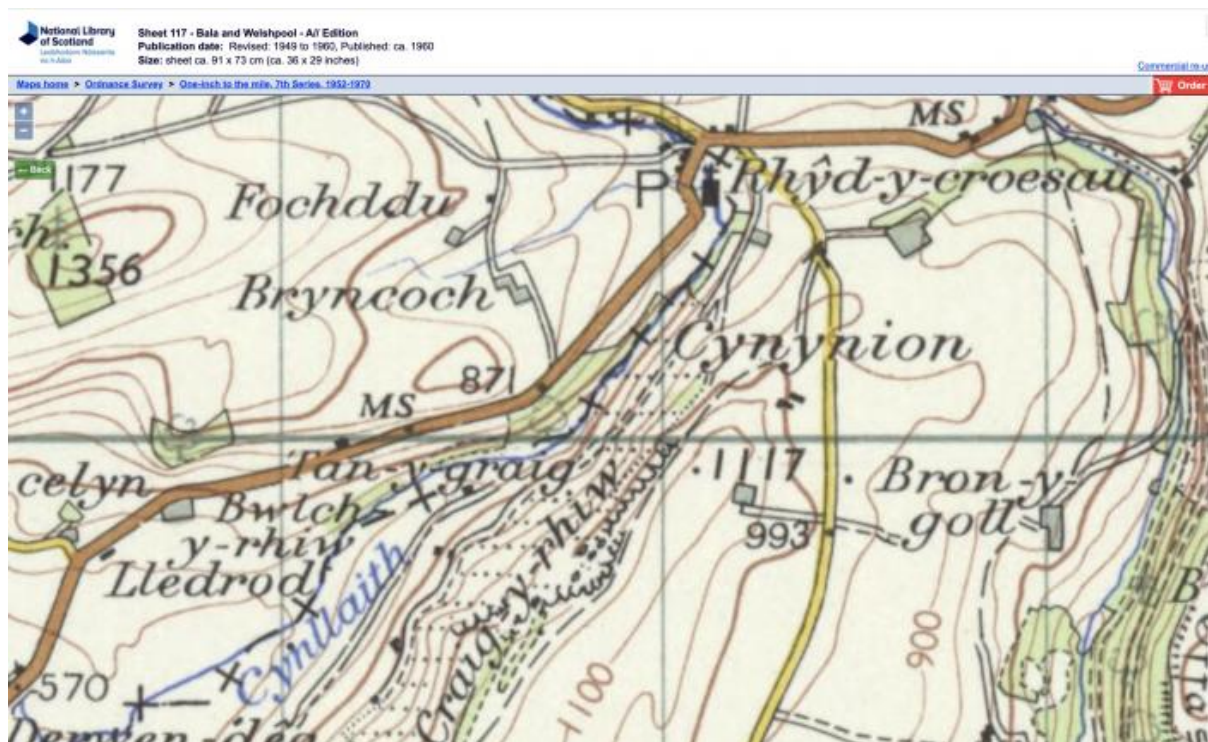 National Library
of Scotland
Sheet 117 - Bala and Welshpool - A// Edition
Publication date: Revised: 1949 to 1960, Published: ca. 1960
Size: sheet ca. 91 x 73 cm (ca. 36 x 29 inches)
Commercial re-u
Maps home > Ordnance Survey > One-inch to the mile, 7th Series, 1952-1970
Order
+
−
Back
MS
1177
Fochddu
P
Rhŷd-y-croesau
rh.
1356
Bryncoch
Cynynion
871
MS
Tan-y-graig
1117
celyn
Bwlch
y-rhiw
Bron-y-
goll
993
Lledrod
Cynllaith
Craig-y-rhiw
B
900
570
1100